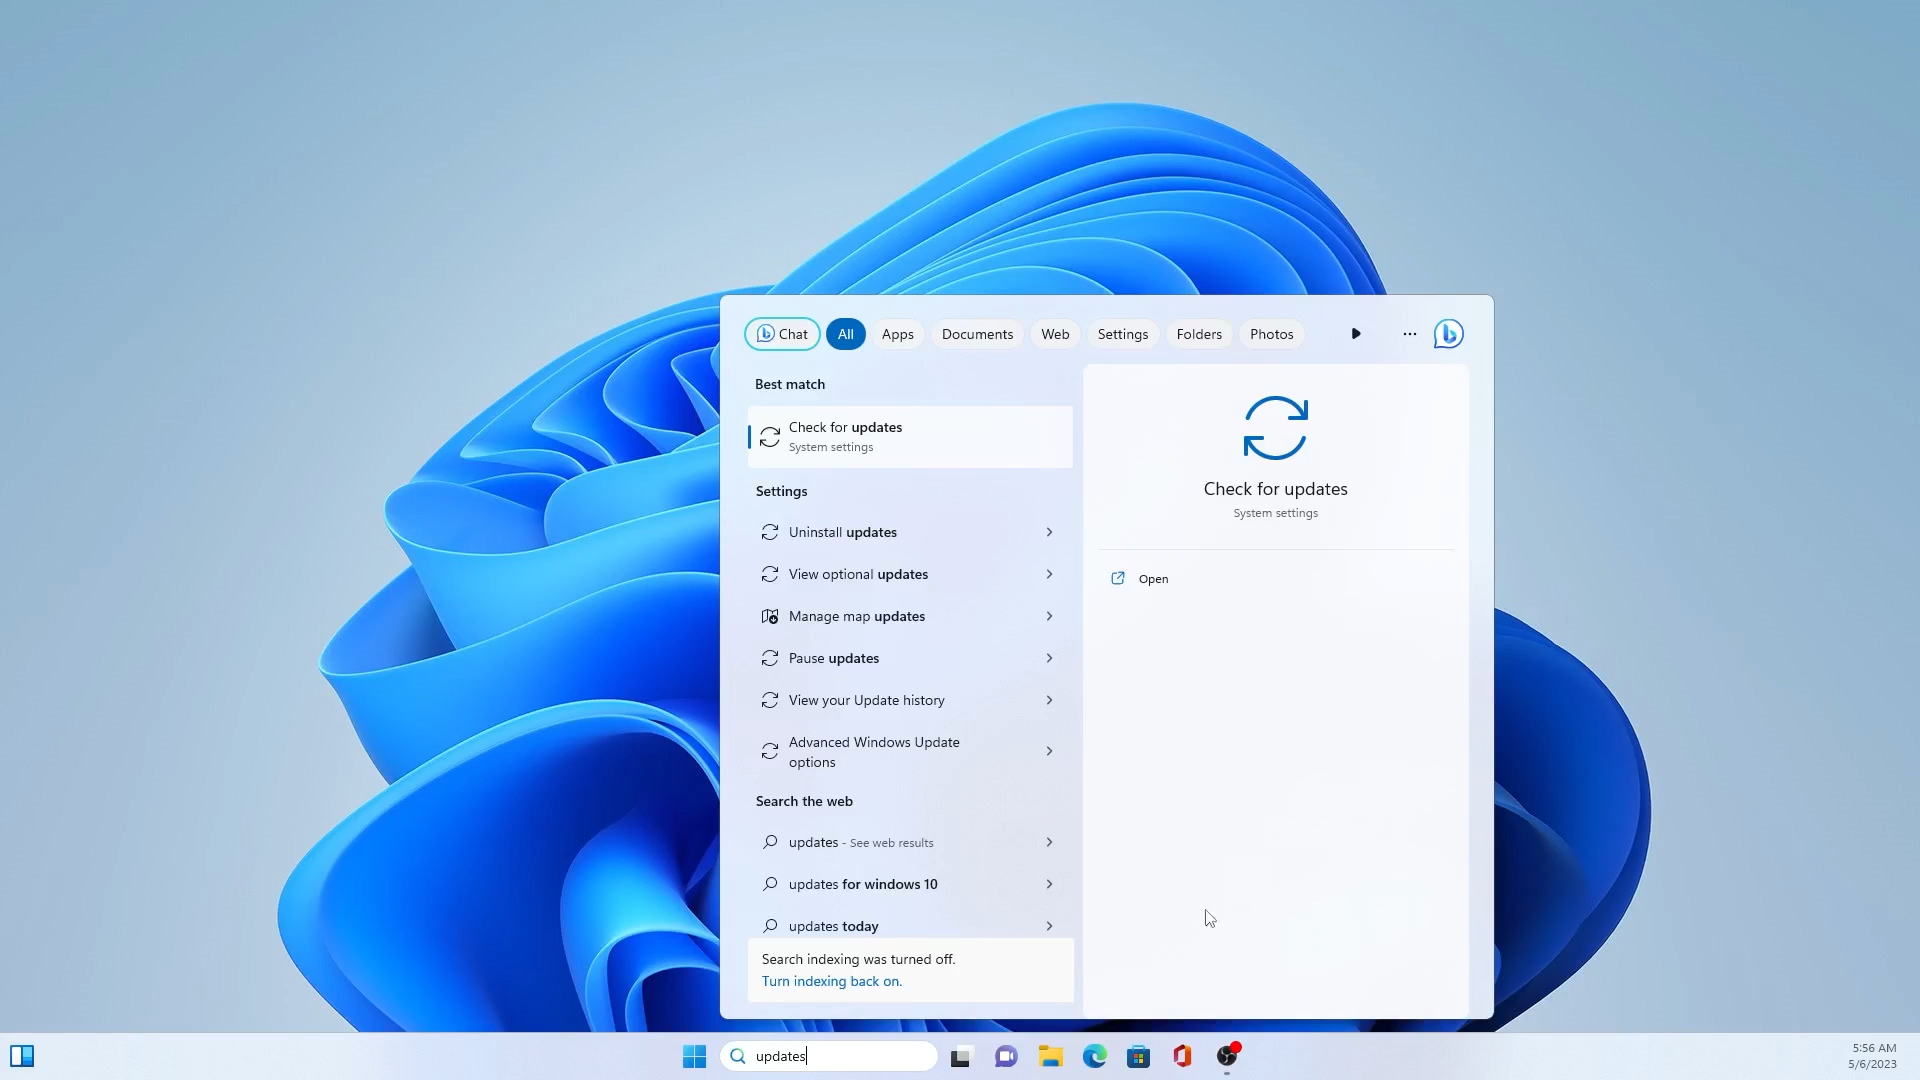 Chat All Apps Documents Web Settings Folders Photos
Best match
Check for updates
System settings
Settings
Uninstall updates
View optional updates
Manage map updates
Pause updates
View your Update history
Advanced Windows Update
options
Search the web
updates - See web results
updates for windows 10
updates today
Search indexing was turned off.
Turn indexing back on.
Check for updates
System settings
Open
updates
5:56 AM
5/6/2023